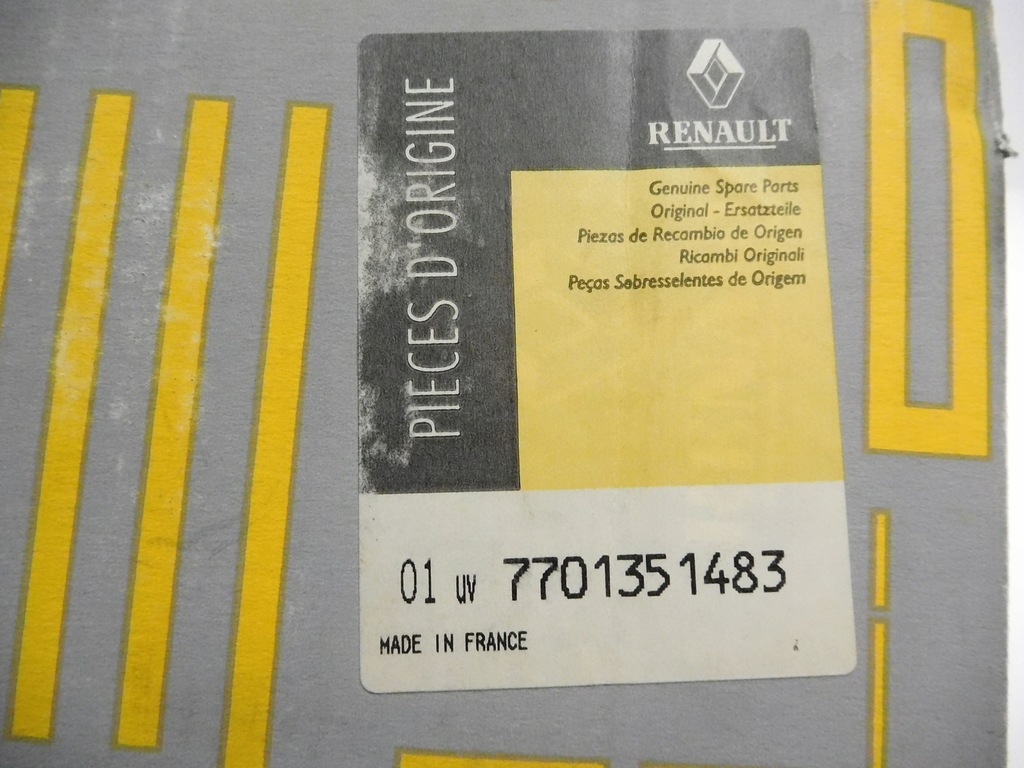 PIECES D'ORIGINE
RENAULT
Genuine Spare Parts
Original - Ersatzteile
Piezas de Recambio de Origen
Ricambi Originali
Peças Sabresselentes de Origem
01 uv 7701351483
MADE IN FRANCE